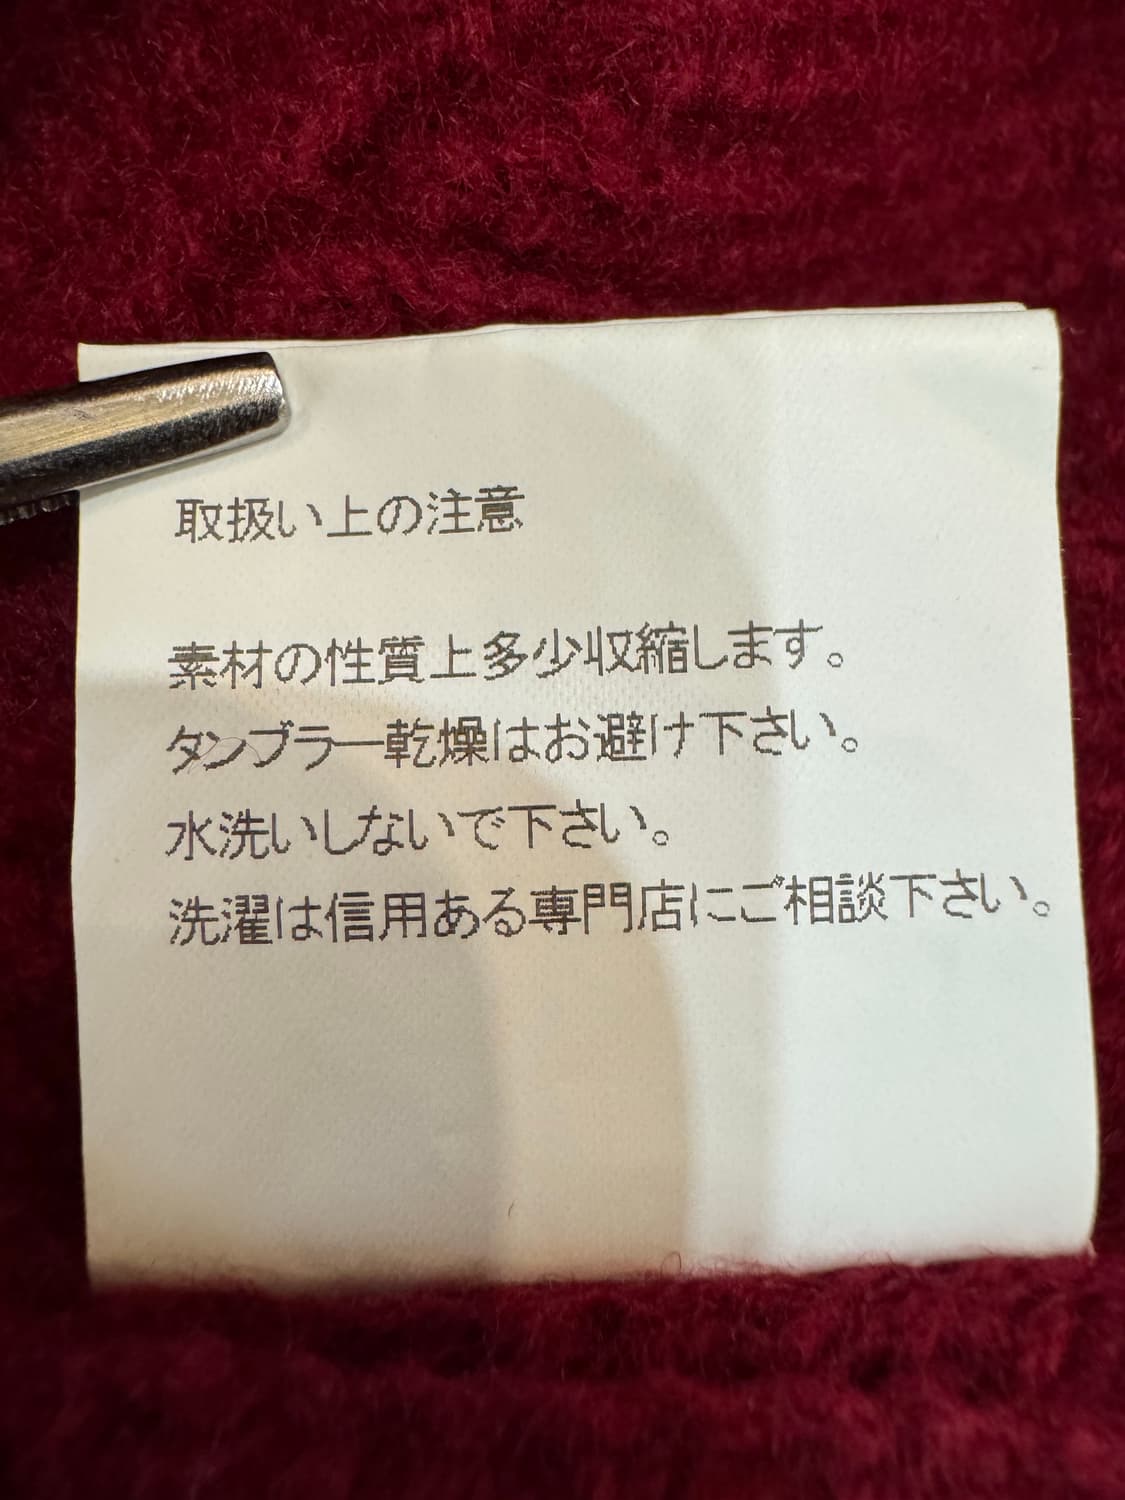 取扱い上の注意
素材の性質上多少収縮します。
タンブラー乾燥はお避け下さい。
水洗いしないで下さい。
洗濯は信用ある専門店にご相談下さい。